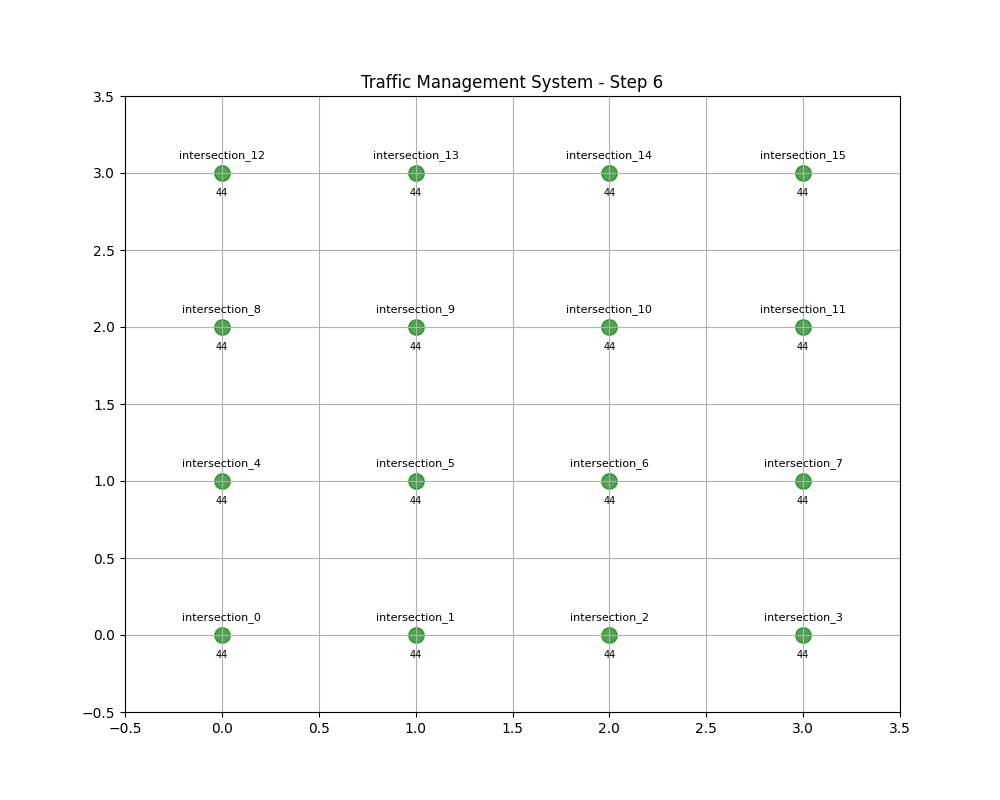 Traffic Management System - Step 6
3.5
intersection_12 intersection_13 intersection_14 intersection_15
3.0
44 44 44 44
2.5
intersection_8 intersection_9 intersection_10 intersection_11
2.0
44 44 44 44
1.5
intersection_4 intersection_5 intersection_6 intersection_7
1.0
44 44 44 44
0.5
intersection_0 intersection_1 intersection_2 intersection_3
0.0
44 44 44 44
−0.5
−0.5 0.0 0.5 1.0 1.5 2.0 2.5 3.0 3.5